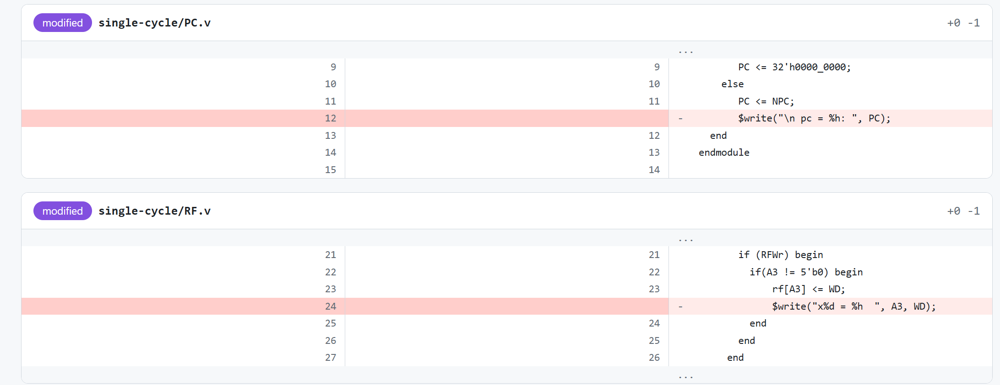 modified single-cycle/PC.v +0 -1
...
9 9 PC <= 32'h0000_0000;
10 10 else
11 11 PC <= NPC;
12 - $write("\n pc = %h: ", PC);
13 12 end
14 13 endmodule
15 14
modified single-cycle/RF.v +0 -1
...
21 21 if (RFWr) begin
22 22 if(A3 != 5'b0) begin
23 23 rf[A3] <= WD;
24 - $write("x%d = %h  ", A3, WD);
25 24 end
26 25 end
27 26 end
...